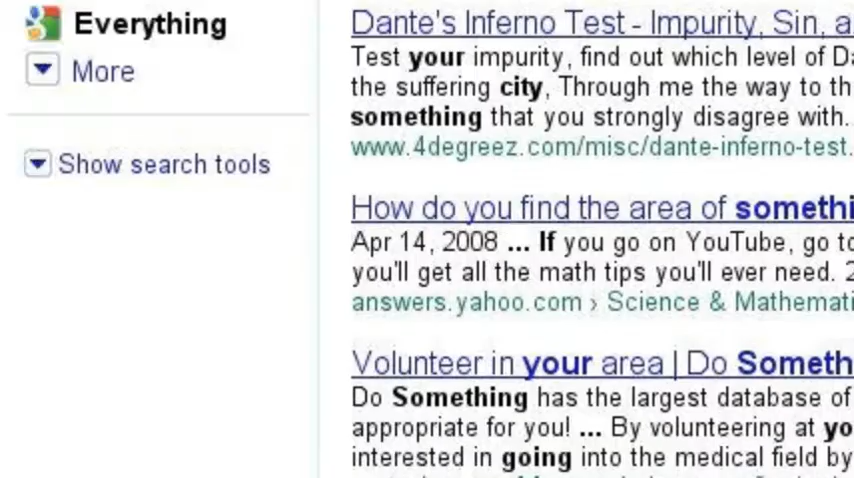 Everything
More
Show search tools
Dante's Inferno Test - Impurity, Sin, a
Test your impurity, find out which level of Da
the suffering city, Through me the way to th
something that you strongly disagree with.
www.4degreez.com/misc/dante-inferno-test.
How do you find the area of somethi
Apr 14, 2008 ... If you go on YouTube, go to
you'll get all the math tips you'll ever need. 2
answers.yahoo.com › Science & Mathemati
Volunteer in your area | Do Someth
Do Something has the largest database of
appropriate for you! ... By volunteering at yo
interested in going into the medical field by